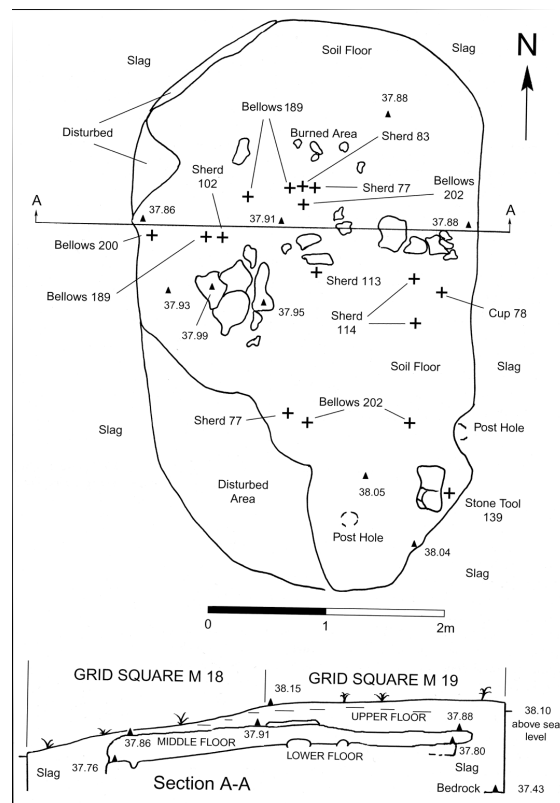 Soil Floor
Slag
Slag
N
37.88
Bellows 189
Burned Area
Disturbed
Sherd 83
Sherd
102
Sherd 77
Bellows
202
A
A
37.86
37.91
37.88
Bellows 200
Sherd 113
Bellows 189
37.93
37.99
37.95
Cup 78
Sherd
114
Soil Floor
Slag
Slag
Bellows 202
Sherd 77
Post Hole
Disturbed
Area
38.05
Stone Tool
139
Post Hole
38.04
Slag
0
1
2m
GRID SQUARE M 18
GRID SQUARE M 19
38.15
38.10
above sea
level
UPPER FLOOR
37.88
37.86
MIDDLE FLOOR
37.91
LOWER FLOOR
37.80
Slag
37.76
Slag
Section A-A
Bedrock
37.43